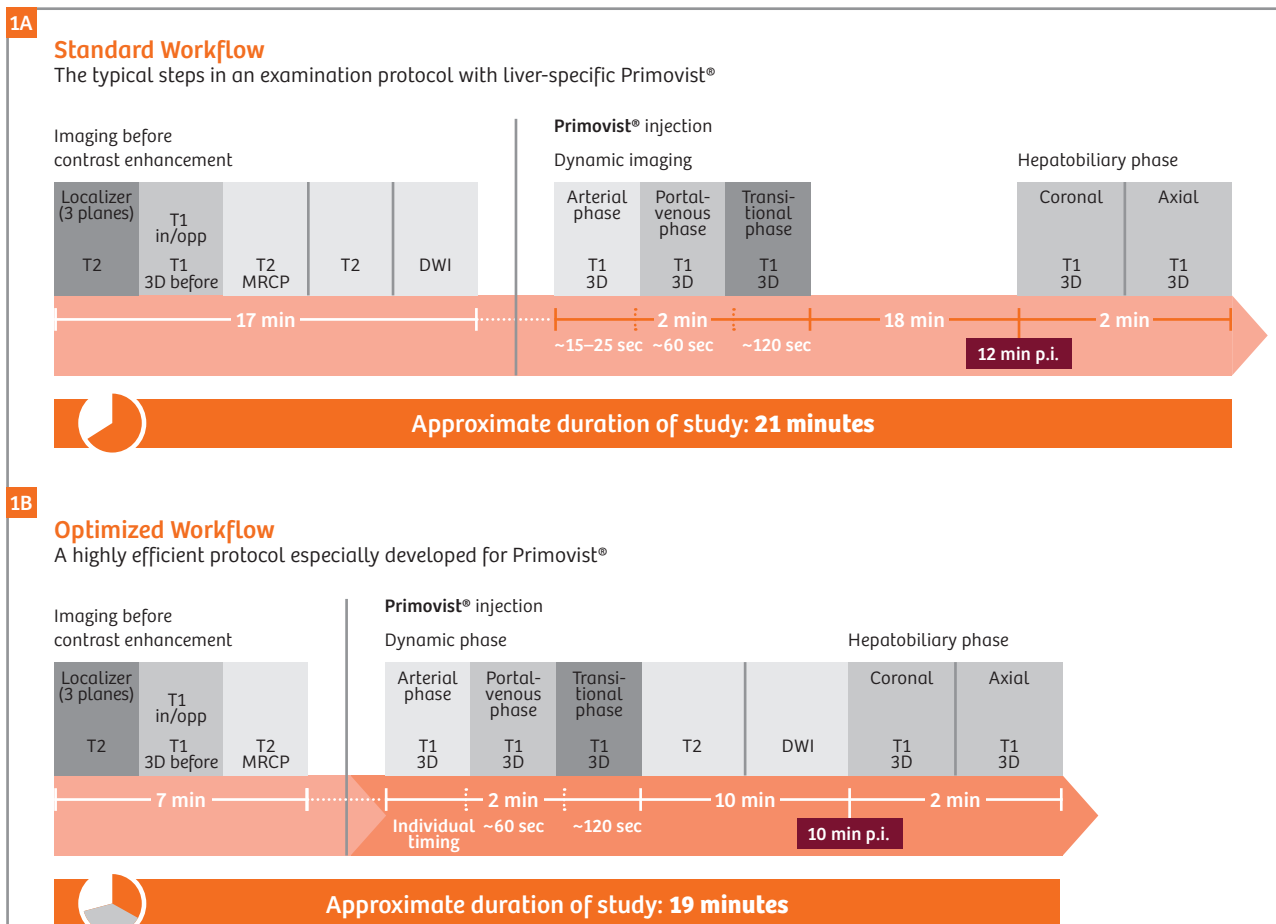 1A
Standard Workflow
The typical steps in an examination protocol with liver-specific Primovist®
Imaging before
contrast enhancement
Primovist® injection
Dynamic imaging
Hepatobiliary phase
Localizer
(3 planes)
T2
T1
in/opp
T1
3D before
T2
MRCP
T2
DWI
Arterial
phase
T1
3D
Portal-
venous
phase
T1
3D
Transi-
tional
phase
T1
3D
Coronal
T1
3D
Axial
T1
3D
17 min
2 min
18 min
2 min
~15–25 sec
~60 sec
~120 sec
12 min p.i.
Approximate duration of study: 21 minutes
1B
Optimized Workflow
A highly efficient protocol especially developed for Primovist®
Imaging before
contrast enhancement
Primovist® injection
Dynamic phase
Hepatobiliary phase
Localizer
(3 planes)
T2
T1
in/opp
T1
3D before
T2
MRCP
Arterial
phase
T1
3D
Portal-
venous
phase
T1
3D
Transi-
tional
phase
T1
3D
T2
DWI
Coronal
T1
3D
Axial
T1
3D
7 min
2 min
10 min
2 min
Individual
timing
~60 sec
~120 sec
10 min p.i.
Approximate duration of study: 19 minutes